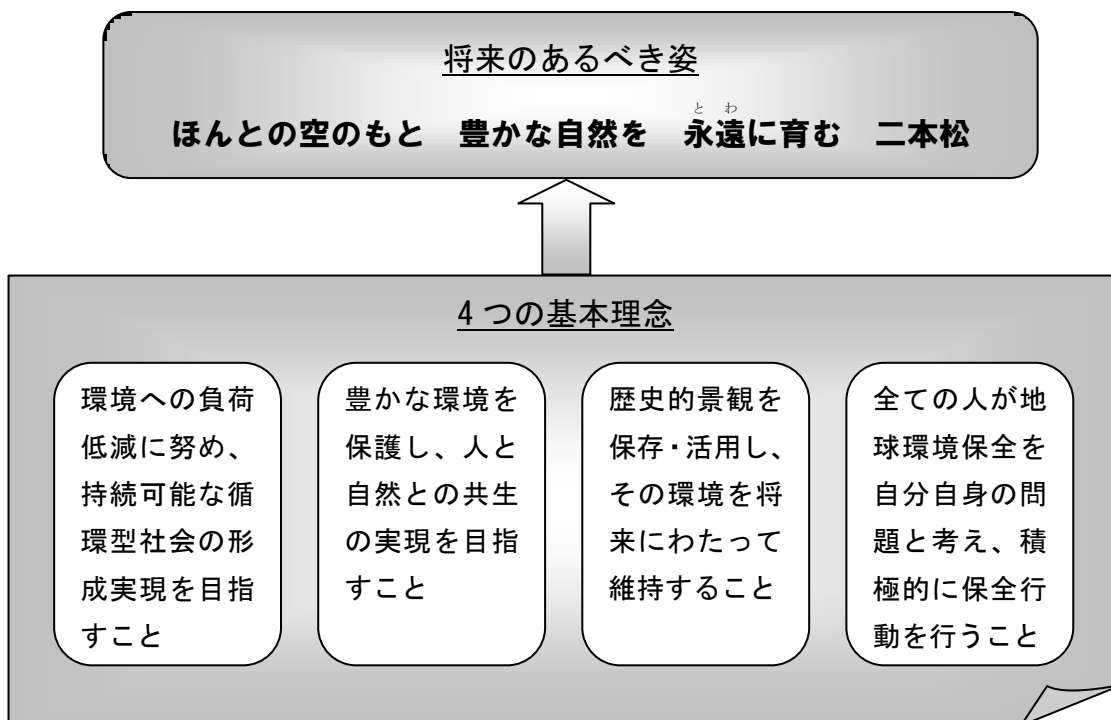 将来のあるべき姿
とわ
ほんとの空のもと　豊かな自然を　永遠に育む　二本松
4つの基本理念
環境への負荷
低減に努め、
持続可能な循
環型社会の形
成実現を目指
すこと
豊かな環境を
保護し、人と
自然との共生
の実現を目指
すこと
歴史的景観を
保存・活用し、
その環境を将
来にわたって
維持すること
全ての人が地
球環境保全を
自分自身の問
題と考え、積
極的に保全行
動を行うこと